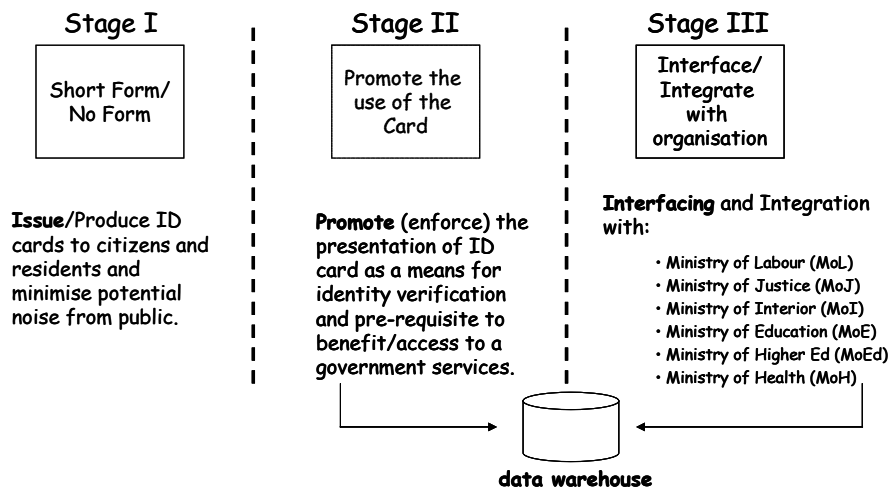 Stage I
Short Form/
No Form
Issue/Produce ID
cards to citizens and
residents and
minimise potential
noise from public.
Stage II
Promote the
use of the
Card
Promote (enforce) the
presentation of ID
card as a means for
identity verification
and pre-requisite to
benefit/access to a
government services.
Stage III
Interface/
Integrate
with
organisation
Interfacing and Integration
with:
• Ministry of Labour (MoL)
• Ministry of Justice (MoJ)
• Ministry of Interior (MoI)
• Ministry of Education (MoE)
• Ministry of Higher Ed (MoEd)
• Ministry of Health (MoH)
data warehouse